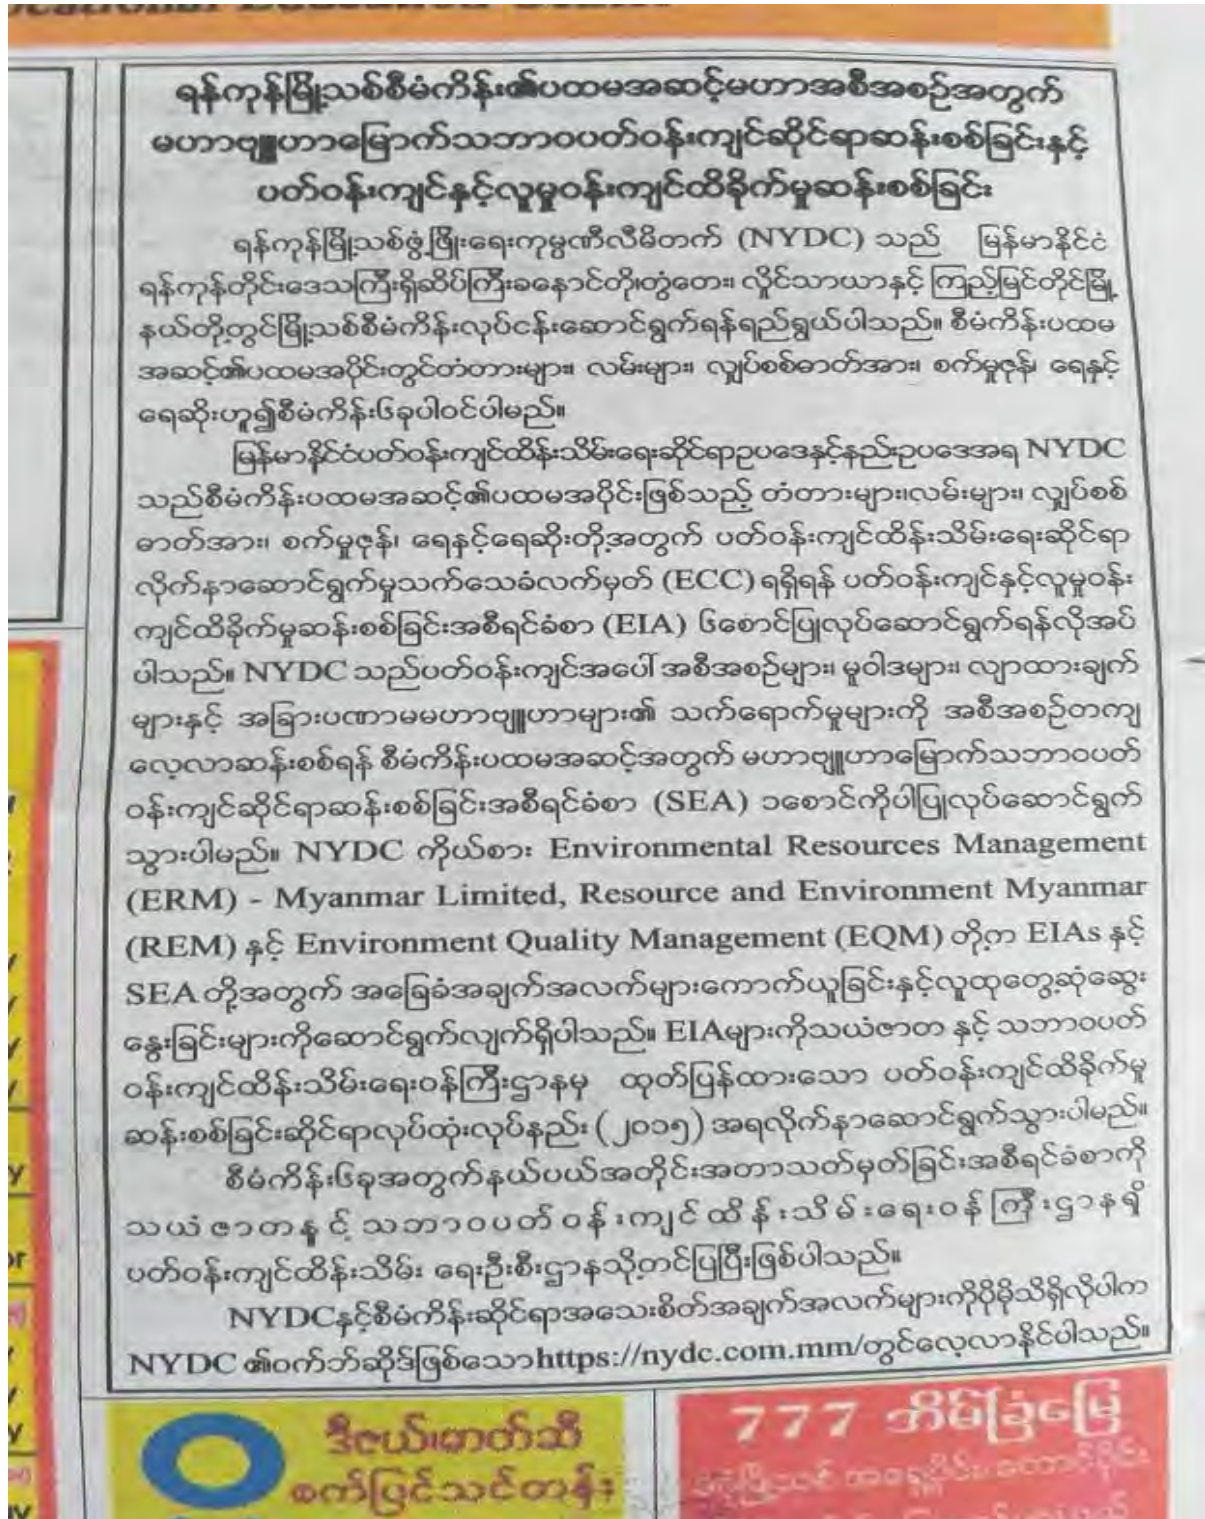 ရန်ကုန်မြို့သစ်စီမံကိန်း၏ပထမအဆင့်မဟာအစီအစဉ်အတွက်
မဟာဗျူဟာမြောက်သဘာဝပတ်ဝန်းကျင်ဆိုင်ရာဆန်းစစ်ခြင်းနှင့်
ပတ်ဝန်းကျင်နှင့်လူမှုဝန်းကျင်ထိခိုက်မှုဆန်းစစ်ခြင်း
ရန်ကုန်မြို့သစ်ဖွံ့ဖြိုးရေးကုမ္ပဏီလီမိတက် (NYDC) သည် မြန်မာနိုင်ငံ
ရန်ကုန်တိုင်းဒေသကြီးရှိဆိပ်ကြီးခနောင်တို၊တွံတေး၊ လှိုင်သာယာနှင့် ကြည့်မြင်တိုင်မြို့
နယ်တို့တွင်မြို့သစ်စီမံကိန်းလုပ်ငန်းဆောင်ရွက်ရန်ရည်ရွယ်ပါသည်။ စီမံကိန်းပထမ
အဆင့်၏ပထမအပိုင်းတွင်တံတားများ၊ လမ်းများ၊ လျှပ်စစ်ဓာတ်အား၊ စက်မှုဇုန်၊ ရေနှင့်
ရေဆိုးဟူ၍စီမံကိန်း၆ခုပါဝင်ပါမည်။
မြန်မာနိုင်ငံပတ်ဝန်းကျင်ထိန်းသိမ်းရေးဆိုင်ရာဥပဒေနှင့်နည်းဥပဒေအရ NYDC
သည်စီမံကိန်းပထမအဆင့်၏ပထမအပိုင်းဖြစ်သည့် တံတားများ၊လမ်းများ၊ လျှပ်စစ်
ဓာတ်အား၊ စက်မှုဇုန်၊ ရေနှင့်ရေဆိုးတို့အတွက် ပတ်ဝန်းကျင်ထိန်းသိမ်းရေးဆိုင်ရာ
လိုက်နာဆောင်ရွက်မှုသက်သေခံလက်မှတ် (ECC) ရရှိရန် ပတ်ဝန်းကျင်နှင့်လူမှုဝန်း
ကျင်ထိခိုက်မှုဆန်းစစ်ခြင်းအစီရင်ခံစာ (EIA) ၆စောင်ပြုလုပ်ဆောင်ရွက်ရန်လိုအပ်
ပါသည်။ NYDC သည်ပတ်ဝန်းကျင်အပေါ် အစီအစဉ်များ၊ မူဝါဒများ၊ လျာထားချက်
များနှင့် အခြားပဏာမမဟာဗျူဟာများ၏ သက်ရောက်မှုများကို အစီအစဉ်တကျ
လေ့လာဆန်းစစ်ရန် စီမံကိန်းပထမအဆင့်အတွက် မဟာဗျူဟာမြောက်သဘာဝပတ်
ဝန်းကျင်ဆိုင်ရာဆန်းစစ်ခြင်းအစီရင်ခံစာ (SEA) ၁စောင်ကိုပါပြုလုပ်ဆောင်ရွက်
သွားပါမည်။ NYDC ကိုယ်စား Environmental Resources Management
(ERM) - Myanmar Limited, Resource and Environment Myanmar
(REM) နှင့် Environment Quality Management (EQM) တို့က EIAs နှင့်
SEA တို့အတွက် အခြေခံအချက်အလက်များကောက်ယူခြင်းနှင့်လူထုတွေ့ဆုံဆွေး
နွေးခြင်းများကိုဆောင်ရွက်လျက်ရှိပါသည်။ EIAများကိုသယံဇာတ နှင့် သဘာဝပတ်
ဝန်းကျင်ထိန်းသိမ်းရေးဝန်ကြီးဌာနမှ ထုတ်ပြန်ထားသော ပတ်ဝန်းကျင်ထိခိုက်မှု
ဆန်းစစ်ခြင်းဆိုင်ရာလုပ်ထုံးလုပ်နည်း (၂၀၁၅) အရလိုက်နာဆောင်ရွက်သွားပါမည်။
စီမံကိန်း၆ခုအတွက်နယ်ပယ်အတိုင်းအတာသတ်မှတ်ခြင်းအစီရင်ခံစာကို
သယံဇာတနှင့် သဘာဝပတ်ဝန်းကျင်ထိန်းသိမ်းရေးဝန်ကြီးဌာနရှိ
ပတ်ဝန်းကျင်ထိန်းသိမ်း ရေးဦးစီးဌာနသို့တင်ပြပြီးဖြစ်ပါသည်။
NYDCနှင့်စီမံကိန်းဆိုင်ရာအသေးစိတ်အချက်အလက်များကိုပိုမိုသိရှိလိုပါက
NYDC ၏ဝက်ဘ်ဆိုဒ်ဖြစ်သောhttps://nydc.com.mm/တွင်လေ့လာနိုင်ပါသည်။
ဒီဇယ်၊ဓာတ်ဆီ
စက်ပြင်သင်တန်း
777 အိမ်ခြံမြေ